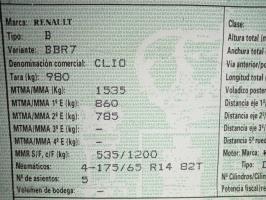 Marca: RENAULT
Tipo: B
Variante: BBR7
Denominación comercial: CLIO
Tara (kg): 980
MTMA/MMA (Kg): 1535
MTMA/MMA 1º E (kg): 860
MTMA/MMA 2º E (kg): 785
MTMA/MMA 3º E (kg): -
MTMA/MMA 4º E (kg): -
MMR S/F, c/F (kg): 535/1200
Neumáticos: 4-175/65 R14 82T
Nº de asientos: 5
Volumen de bodega: -
Clase:
Altura total (
Anchura total
Vía anterior/p
Longitud total
Voladizo poster
Distancia eje 1º
Distancia eje 2º
Distancia eje 3º
Distancia 5ª rue
Motor: Marca:
Tipo:
Nº Cilindros/Cilin
Potencia fiscal/re